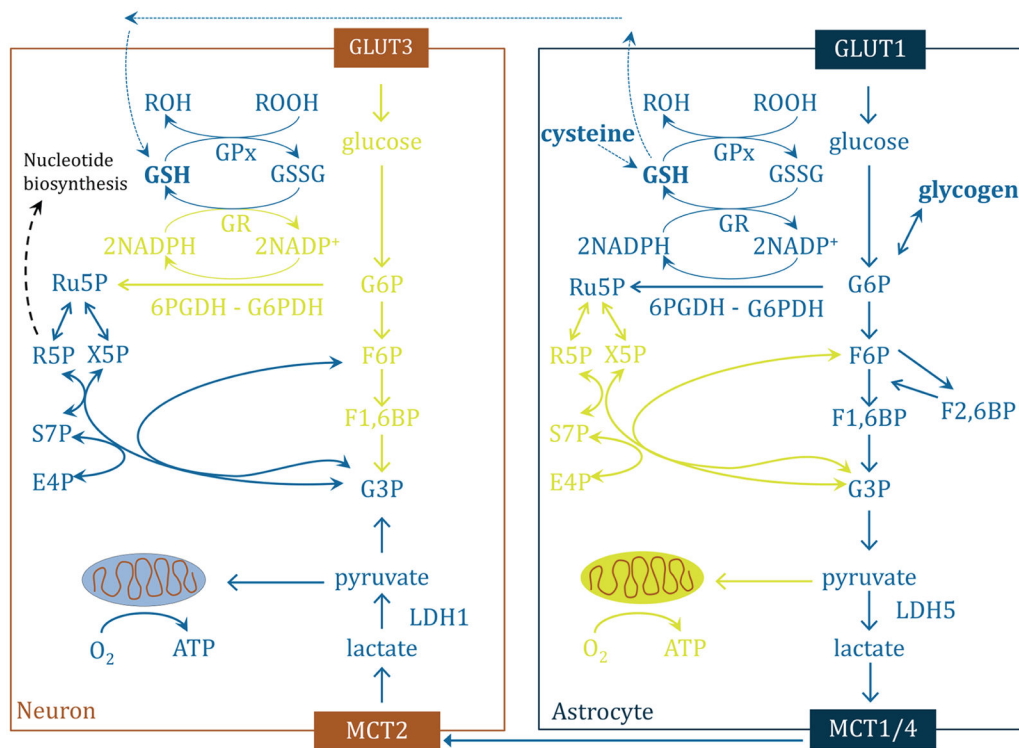 GLUT3
ROH ROOH
glucose
GPx
Nucleotide
biosynthesis
GSH GSSG
GR
2NADPH 2NADP⁺
Ru5P
G6P
6PGDH - G6PDH
R5P X5P
F6P
F1,6BP
S7P
E4P
G3P
pyruvate
LDH1
O₂ ATP
lactate
Neuron
MCT2
GLUT1
ROH ROOH
cysteine
glucose
GPx
GSH GSSG
glycogen
GR
2NADPH 2NADP⁺
Ru5P
G6P
6PGDH - G6PDH
R5P X5P
F6P
F1,6BP
F2,6BP
S7P
E4P
G3P
pyruvate
LDH5
O₂ ATP
lactate
Astrocyte
MCT1/4